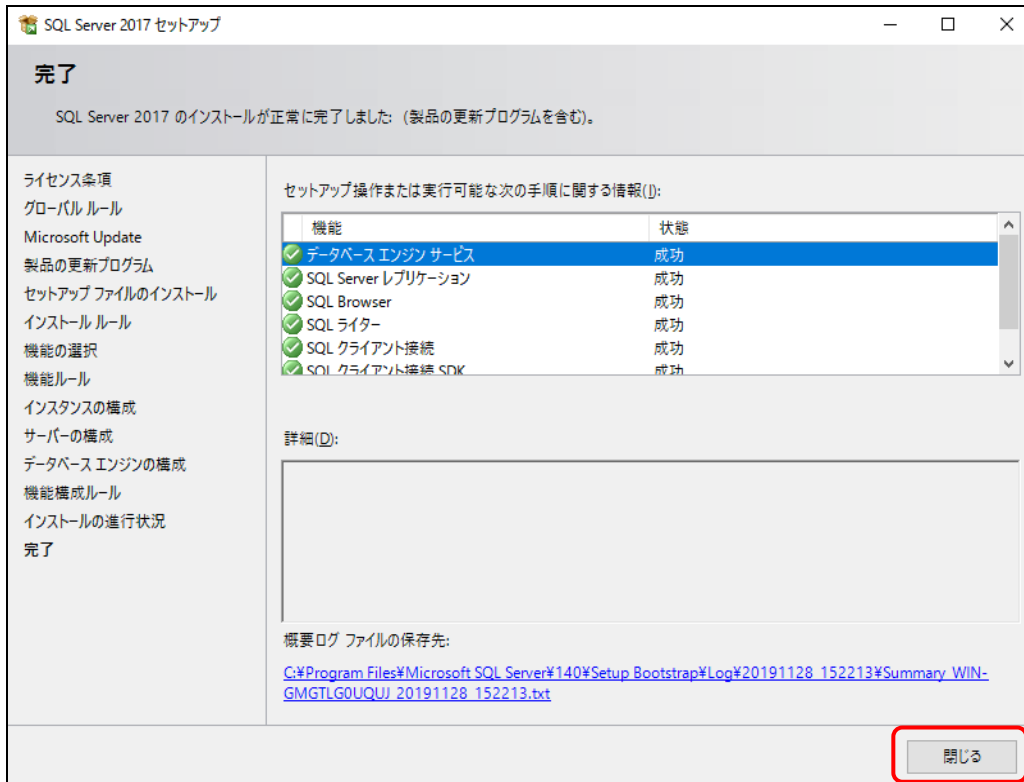 SQL Server 2017 セットアップ
完了
SQL Server 2017 のインストールが正常に完了しました: (製品の更新プログラムを含む)。
ライセンス条項
グローバル ルール
Microsoft Update
製品の更新プログラム
セットアップ ファイルのインストール
インストール ルール
機能の選択
機能ルール
インスタンスの構成
サーバーの構成
データベース エンジンの構成
機能構成ルール
インストールの進行状況
完了
セットアップ操作または実行可能な次の手順に関する情報(I):
機能 状態
データベース エンジン サービス 成功
SQL Server レプリケーション 成功
SQL Browser 成功
SQL ライター 成功
SQL クライアント接続 成功
SQL クライアント接続 SDK 成功
詳細(D):
概要ログ ファイルの保存先:
C:¥Program Files¥Microsoft SQL Server¥140¥Setup Bootstrap¥Log¥20191128_152213¥Summary_WIN-
GMGTLG0UQUJ_20191128_152213.txt
閉じる